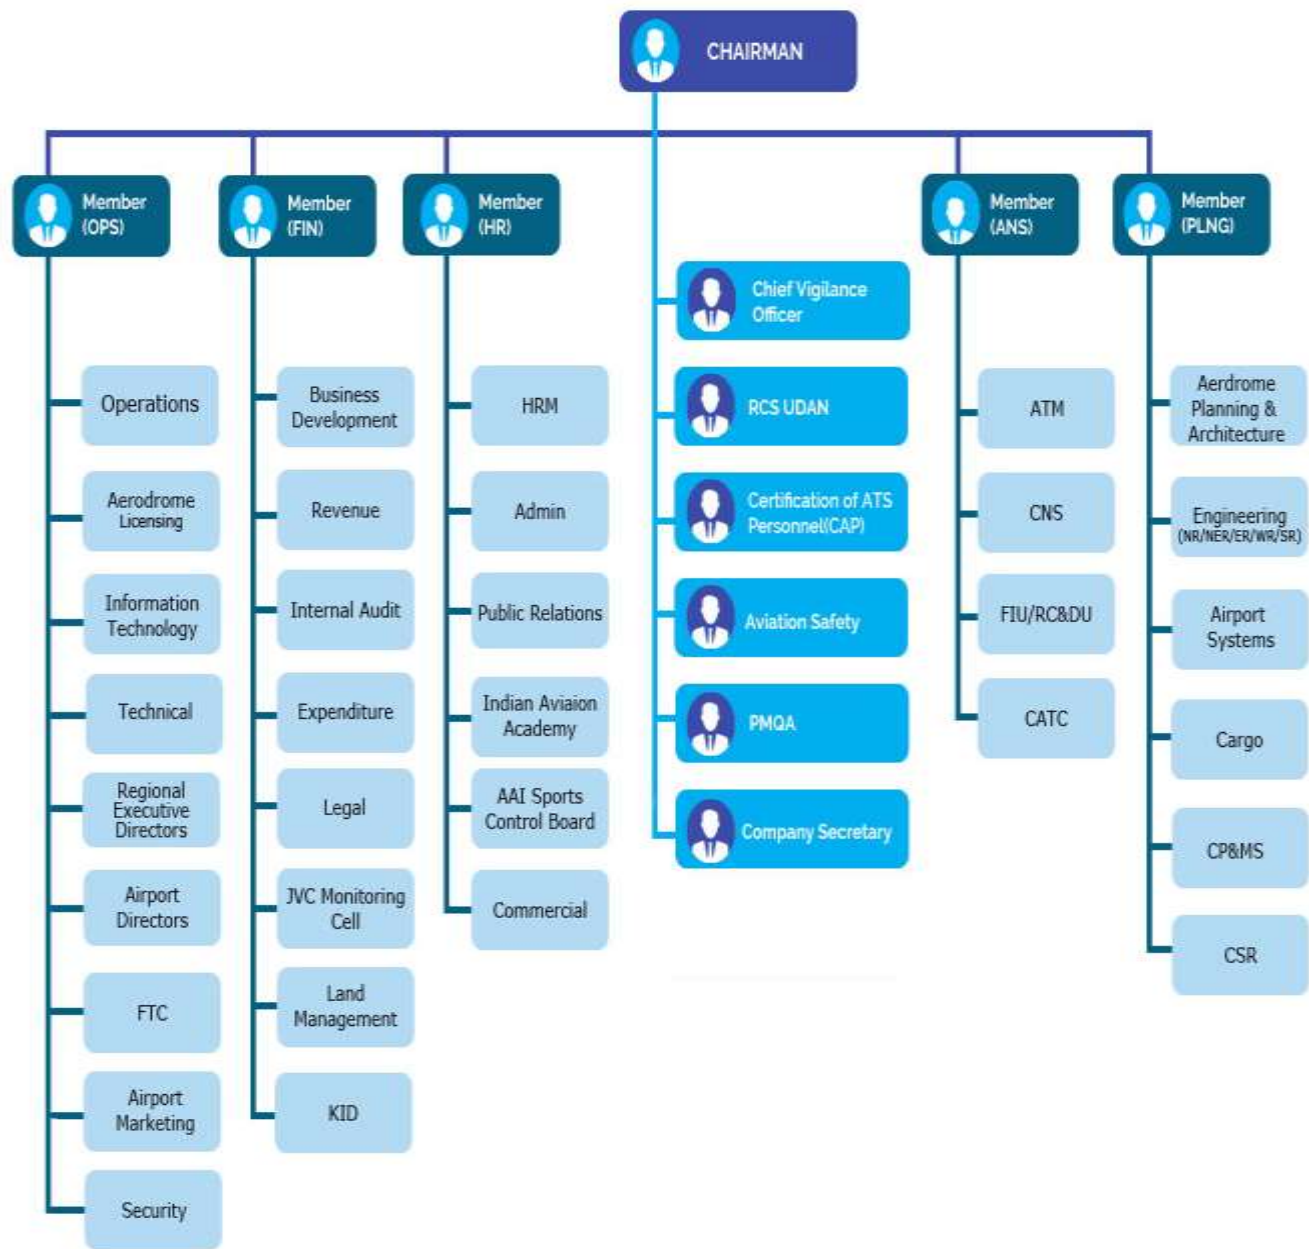 CHAIRMAN
Member
(OPS)
Member
(FIN)
Member
(HR)
Member
(ANS)
Member
(PLNG)
Operations
Aerodrome
Licensing
Information
Technology
Technical
Regional
Executive
Directors
Airport
Directors
FTC
Airport
Marketing
Security
Business
Development
Revenue
Internal Audit
Expenditure
Legal
JVC Monitoring
Cell
Land
Management
KID
HRM
Admin
Public Relations
Indian Aviaion
Academy
AAI Sports
Control Board
Commercial
Chief Vigilance
Officer
RCS UDAN
Certification of ATS
Personnel(CAP)
Aviation Safety
PMQA
Company Secretary
ATM
CNS
FIU/RC&DU
CATC
Aerdrome
Planning &
Architecture
Engineering
(NR/NER/ER/WR/SR)
Airport
Systems
Cargo
CP&MS
CSR